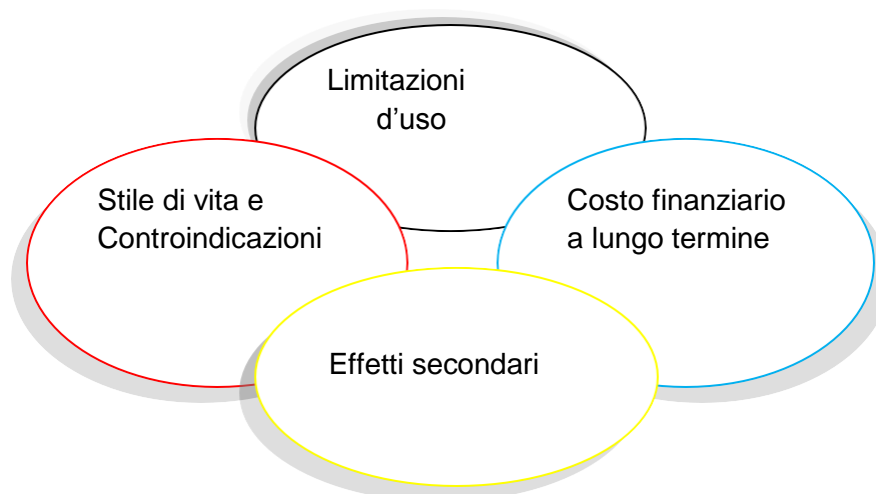 Limitazioni
d’uso
Stile di vita e
Controindicazioni
Costo finanziario
a lungo termine
Effetti secondari